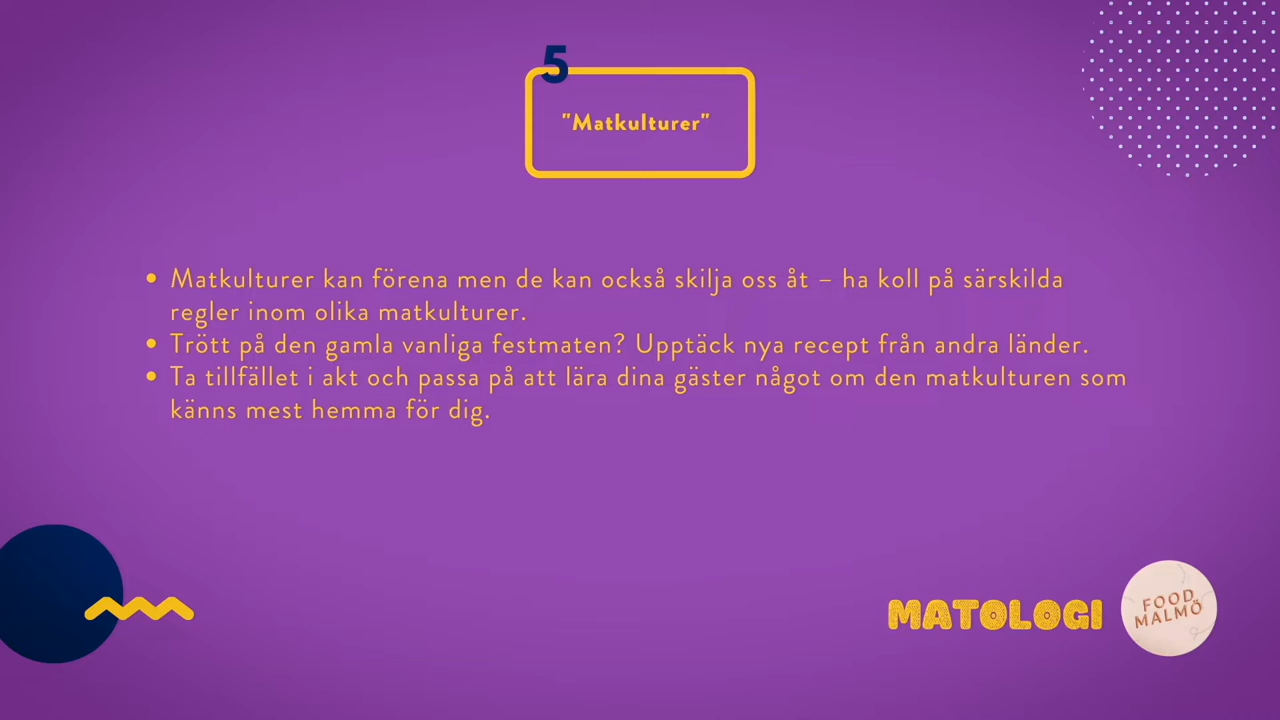 5
"Matkulturer"
• Matkulturer kan förena men de kan också skilja oss åt – ha koll på särskilda
regler inom olika matkulturer.
• Trött på den gamla vanliga festmaten? Upptäck nya recept från andra länder.
• Ta tillfället i akt och passa på att lära dina gäster något om den matkulturen som
känns mest hemma för dig.
MATOLOGI
FOOD
MALMÖ